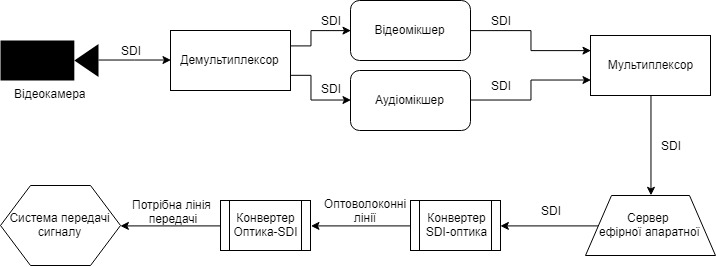 SDI
Відеокамера
Демультиплексор
SDI
Відеомікшер
SDI
SDI
Аудіомікшер
SDI
Мультиплексор
SDI
Сервер
ефірної апаратної
SDI
Конвертер
SDI-оптика
Оптоволоконні
лінії
Конвертер
Оптика-SDI
Потрібна лінія
передачі
Система передачі
сигналу